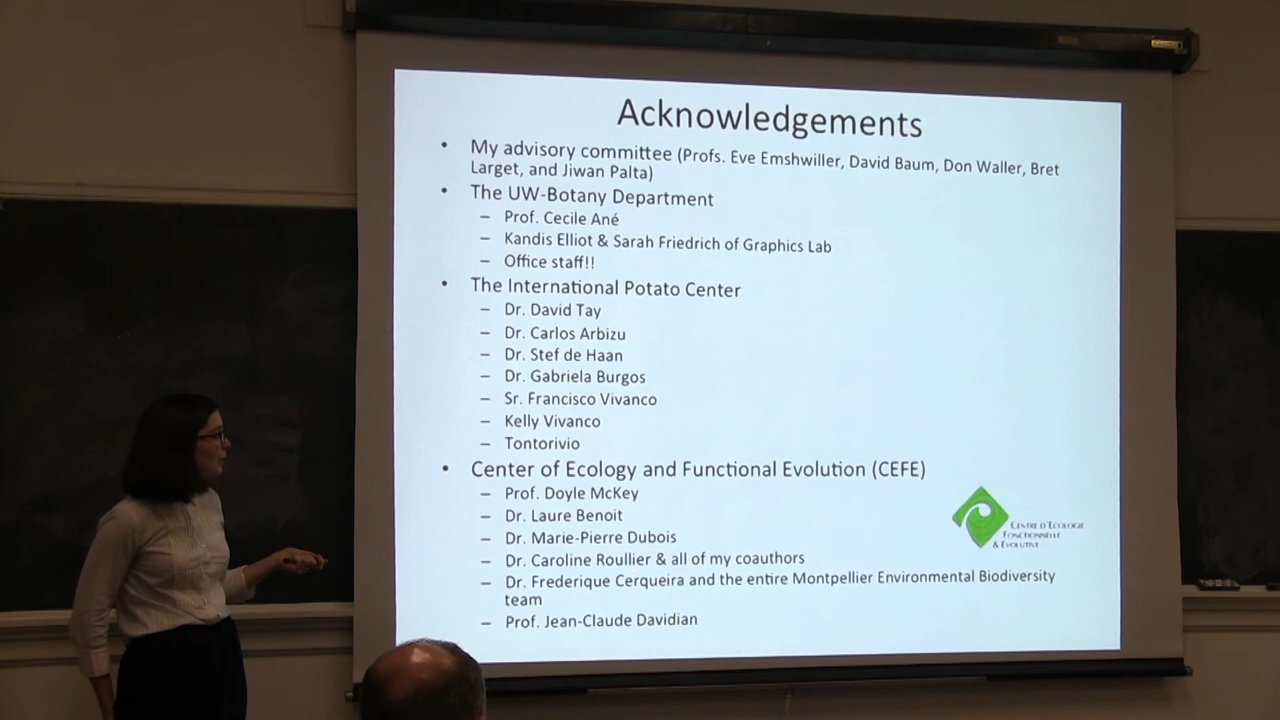 Acknowledgements
• My advisory committee (Profs. Eve Emshwiller, David Baum, Don Waller, Bret
Larget, and Jiwan Palta)
• The UW-Botany Department
– Prof. Cecile Ané
– Kandis Elliot & Sarah Friedrich of Graphics Lab
– Office staff!!
• The International Potato Center
– Dr. David Tay
– Dr. Carlos Arbizu
– Dr. Stef de Haan
– Dr. Gabriela Burgos
– Sr. Francisco Vivanco
– Kelly Vivanco
– Tontorivio
• Center of Ecology and Functional Evolution (CEFE)
– Prof. Doyle McKey
– Dr. Laure Benoit
– Dr. Marie-Pierre Dubois
– Dr. Caroline Roullier & all of my coauthors
– Dr. Frederique Cerqueira and the entire Montpellier Environmental Biodiversity
team
– Prof. Jean-Claude Davidian
Centre d'Ecologie
Fonctionnelle
& Evolutive